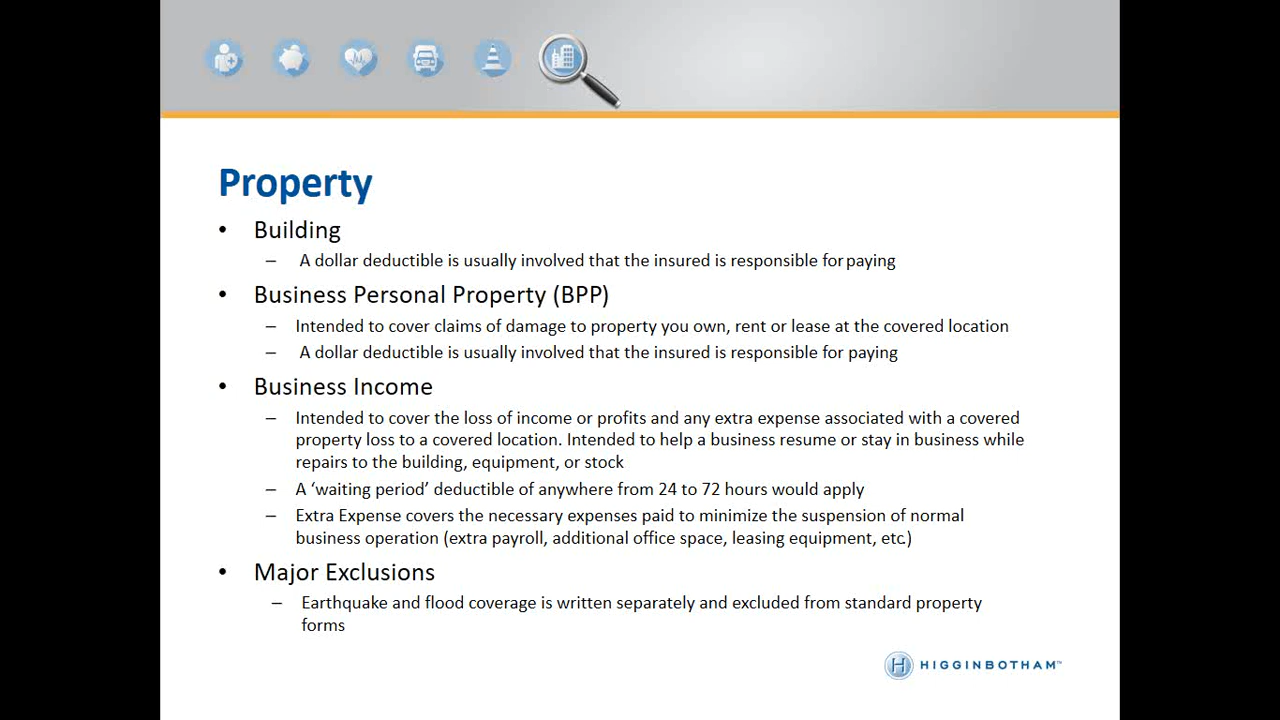 Property
• Building
– A dollar deductible is usually involved that the insured is responsible for paying
• Business Personal Property (BPP)
– Intended to cover claims of damage to property you own, rent or lease at the covered location
– A dollar deductible is usually involved that the insured is responsible for paying
• Business Income
– Intended to cover the loss of income or profits and any extra expense associated with a covered
property loss to a covered location. Intended to help a business resume or stay in business while
repairs to the building, equipment, or stock
– A ‘waiting period’ deductible of anywhere from 24 to 72 hours would apply
– Extra Expense covers the necessary expenses paid to minimize the suspension of normal
business operation (extra payroll, additional office space, leasing equipment, etc.)
• Major Exclusions
– Earthquake and flood coverage is written separately and excluded from standard property
forms
H HIGGINBOTHAM™